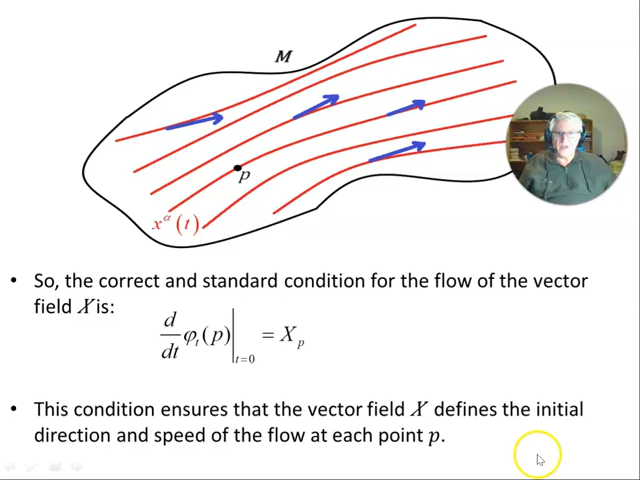 M
p
x^α(t)
• So, the correct and standard condition for the flow of the vector
field X is:
d/dt φ_t(p)|_{t=0} = X_p
• This condition ensures that the vector field X defines the initial
direction and speed of the flow at each point p.